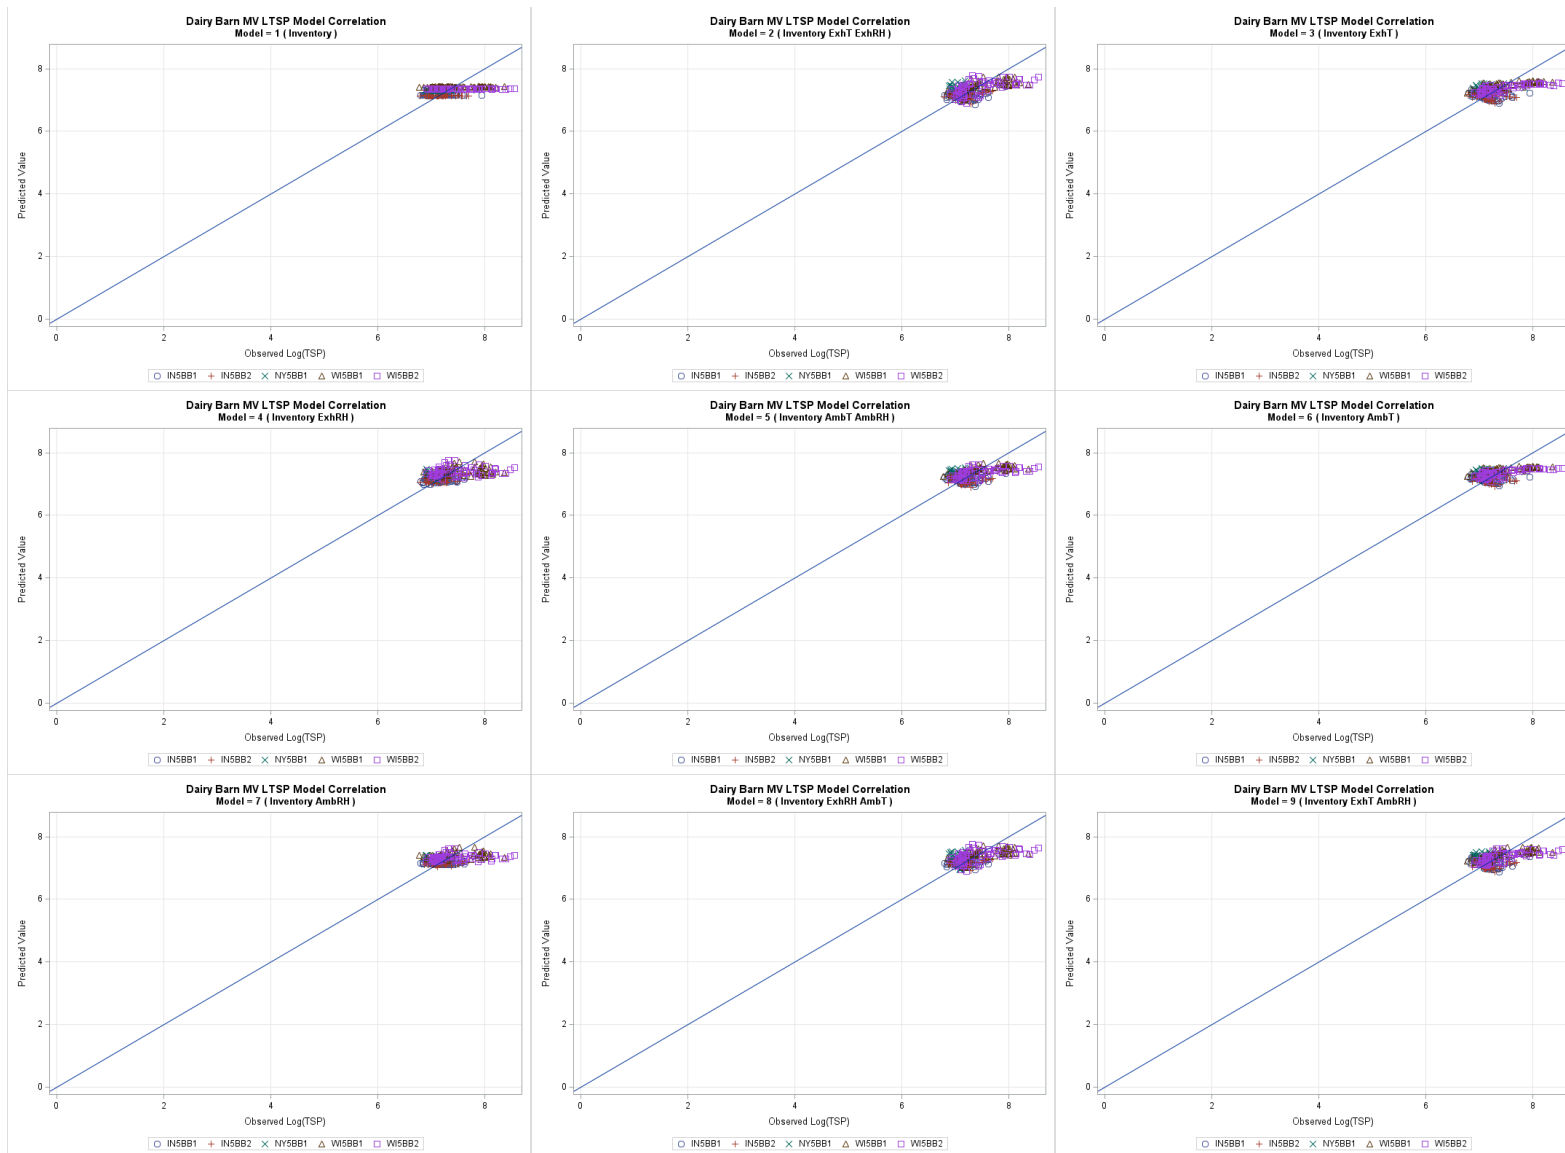 Dairy Barn MV LTSP Model Correlation
Model = 1 ( Inventory )
8
6
4
2
0
Predicted Value
0 2 4 6 8
Observed Log(TSP)
IN5BB1 IN5BB2 NY5BB1 WI5BB1 WI5BB2
Dairy Barn MV LTSP Model Correlation
Model = 2 ( Inventory ExhT ExhRH )
8
6
4
2
0
Predicted Value
0 2 4 6 8
Observed Log(TSP)
IN5BB1 IN5BB2 NY5BB1 WI5BB1 WI5BB2
Dairy Barn MV LTSP Model Correlation
Model = 3 ( Inventory ExhT )
8
6
4
2
0
Predicted Value
0 2 4 6 8
Observed Log(TSP)
IN5BB1 IN5BB2 NY5BB1 WI5BB1 WI5BB2
Dairy Barn MV LTSP Model Correlation
Model = 4 ( Inventory ExhRH )
8
6
4
2
0
Predicted Value
0 2 4 6 8
Observed Log(TSP)
IN5BB1 IN5BB2 NY5BB1 WI5BB1 WI5BB2
Dairy Barn MV LTSP Model Correlation
Model = 5 ( Inventory AmbT AmbRH )
8
6
4
2
0
Predicted Value
0 2 4 6 8
Observed Log(TSP)
IN5BB1 IN5BB2 NY5BB1 WI5BB1 WI5BB2
Dairy Barn MV LTSP Model Correlation
Model = 6 ( Inventory AmbT )
8
6
4
2
0
Predicted Value
0 2 4 6 8
Observed Log(TSP)
IN5BB1 IN5BB2 NY5BB1 WI5BB1 WI5BB2
Dairy Barn MV LTSP Model Correlation
Model = 7 ( Inventory AmbRH )
8
6
4
2
0
Predicted Value
0 2 4 6 8
Observed Log(TSP)
IN5BB1 IN5BB2 NY5BB1 WI5BB1 WI5BB2
Dairy Barn MV LTSP Model Correlation
Model = 8 ( Inventory ExhRH AmbT )
8
6
4
2
0
Predicted Value
0 2 4 6 8
Observed Log(TSP)
IN5BB1 IN5BB2 NY5BB1 WI5BB1 WI5BB2
Dairy Barn MV LTSP Model Correlation
Model = 9 ( Inventory ExhT AmbRH )
8
6
4
2
0
Predicted Value
0 2 4 6 8
Observed Log(TSP)
IN5BB1 IN5BB2 NY5BB1 WI5BB1 WI5BB2